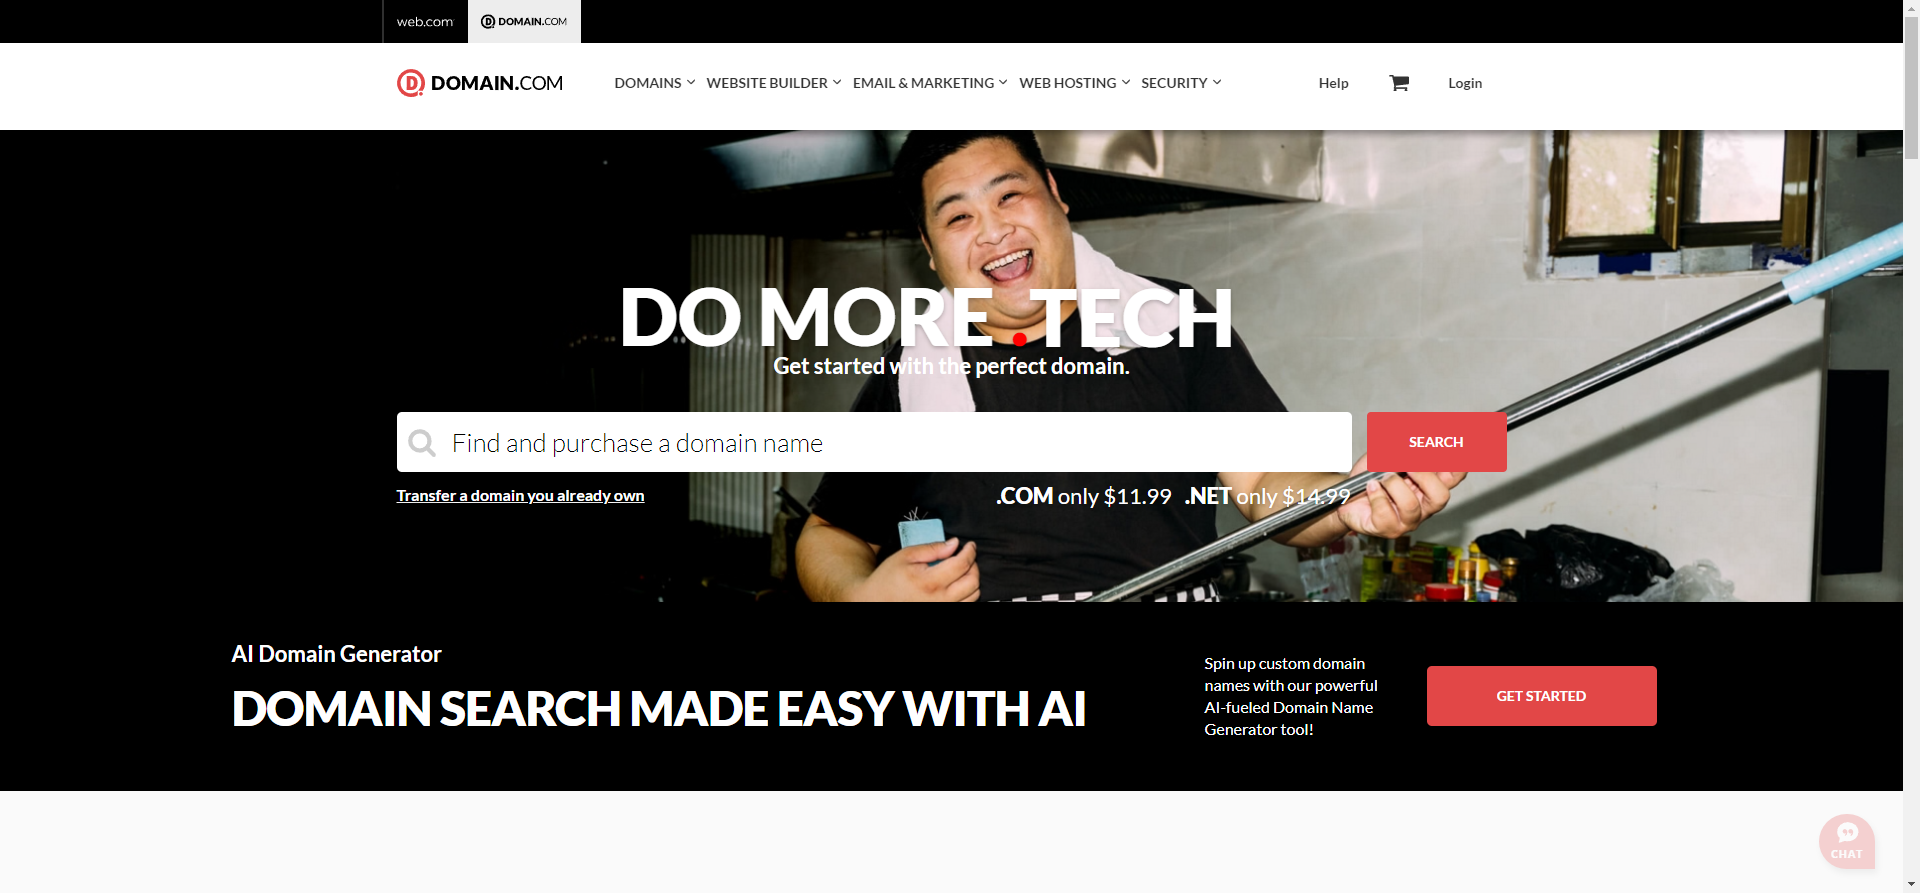 web.com
DOMAIN.COM
DOMAIN.COM
DOMAINS
WEBSITE BUILDER
EMAIL & MARKETING
WEB HOSTING
SECURITY
Help
Login
DO MORE .TECH
Get started with the perfect domain.
Find and purchase a domain name
SEARCH
Transfer a domain you already own
.COM only $11.99 .NET only $14.99
AI Domain Generator
DOMAIN SEARCH MADE EASY WITH AI
Spin up custom domain
names with our powerful
AI-fueled Domain Name
Generator tool!
GET STARTED
CHAT